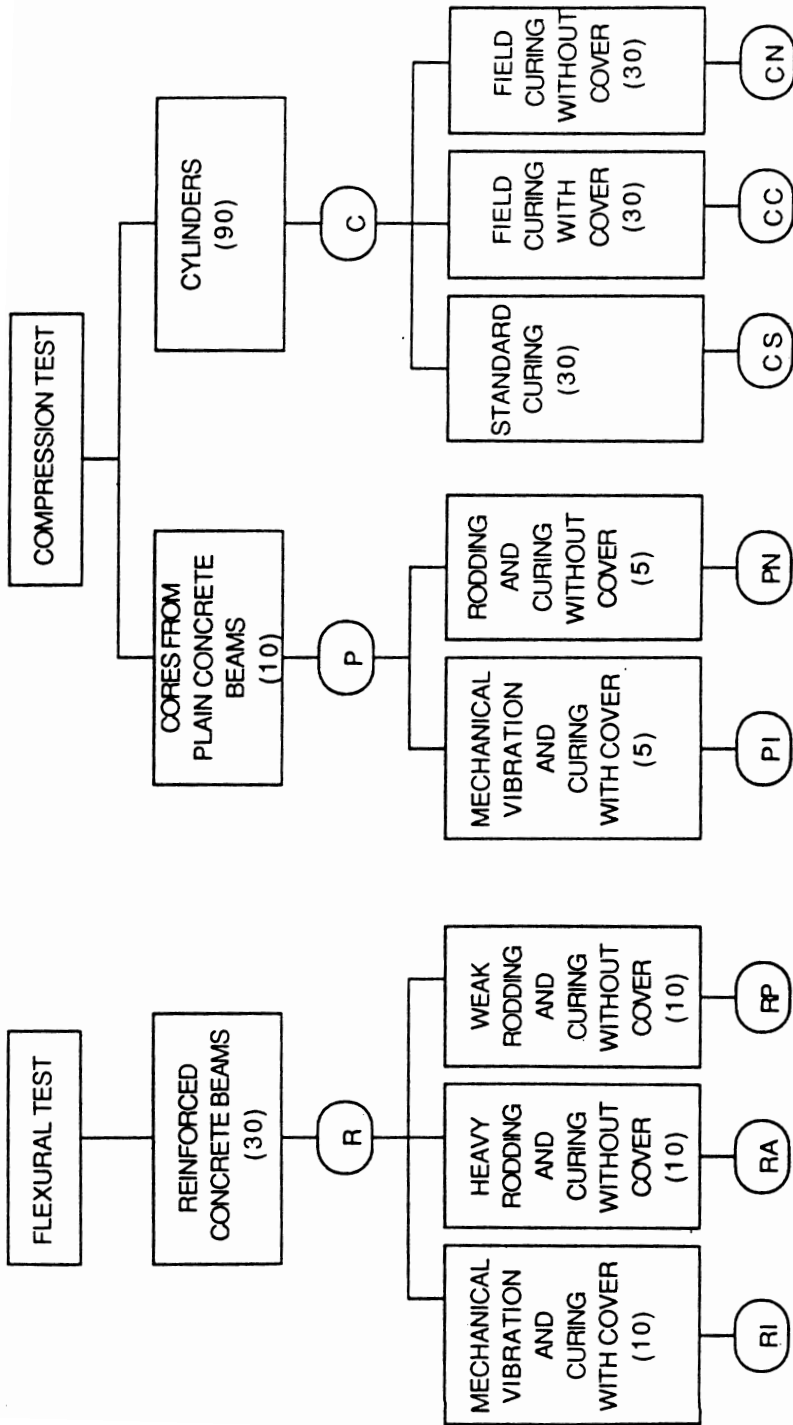 FLEXURAL TEST
REINFORCED
CONCRETE BEAMS
(30)
R
MECHANICAL
VIBRATION
AND
CURING
WITH COVER
(10)
RI
HEAVY
RODDING
AND
CURING
WITHOUT
COVER
(10)
RA
WEAK
RODDING
AND
CURING
WITHOUT
COVER
(10)
RP
COMPRESSION TEST
CORES FROM
PLAIN CONCRETE
BEAMS
(10)
P
MECHANICAL
VIBRATION
AND
CURING
WITH COVER
(5)
PI
RODDING
AND
CURING
WITHOUT
COVER
(5)
PN
CYLINDERS
(90)
C
STANDARD
CURING
(30)
CS
FIELD
CURING
WITH
COVER
(30)
CC
FIELD
CURING
WITHOUT
COVER
(30)
CN